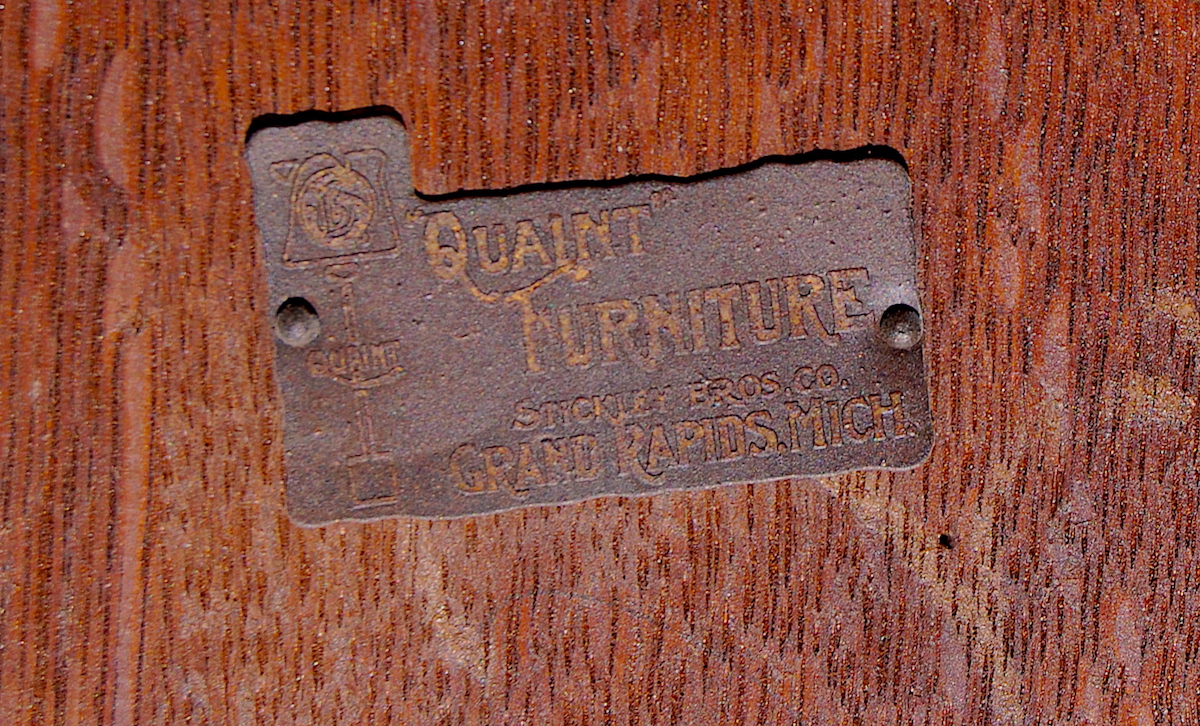 "QUAINT"
FURNITURE
QUAINT
STICKLEY BROS. CO.
GRAND RAPIDS, MICH.